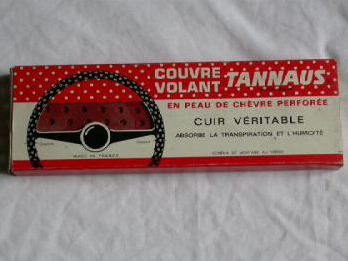 COUVRE
VOLANT TANNAUS
EN PEAU DE CHÈVRE PERFORÉE
CUIR VÉRITABLE
ABSORBE LA TRANSPIRATION ET L'HUMIDITÉ
MADE IN FRANCE